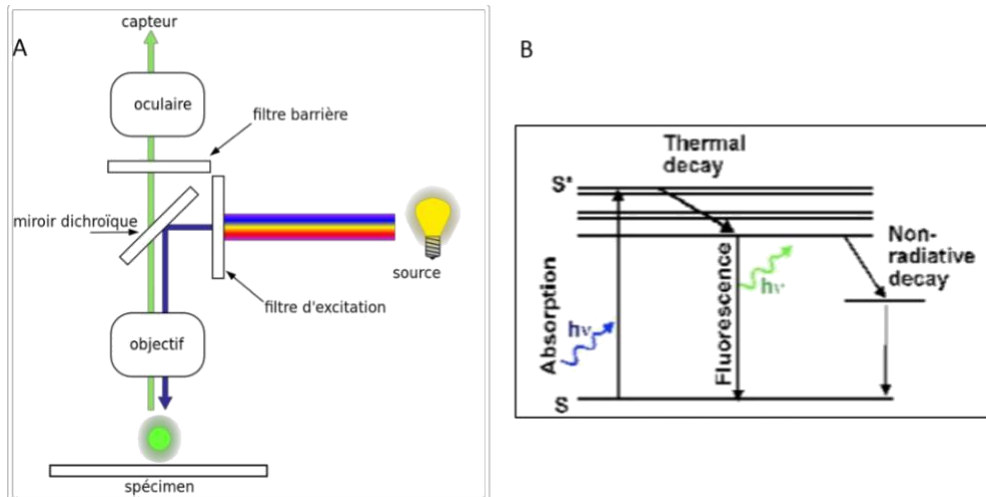 A
capteur
oculaire
filtre barrière
miroir dichroïque
source
filtre d'excitation
objectif
spécimen
B
Thermal
decay
S*
Non-
radiative
decay
Absorption
hν
Fluorescence
hν
S